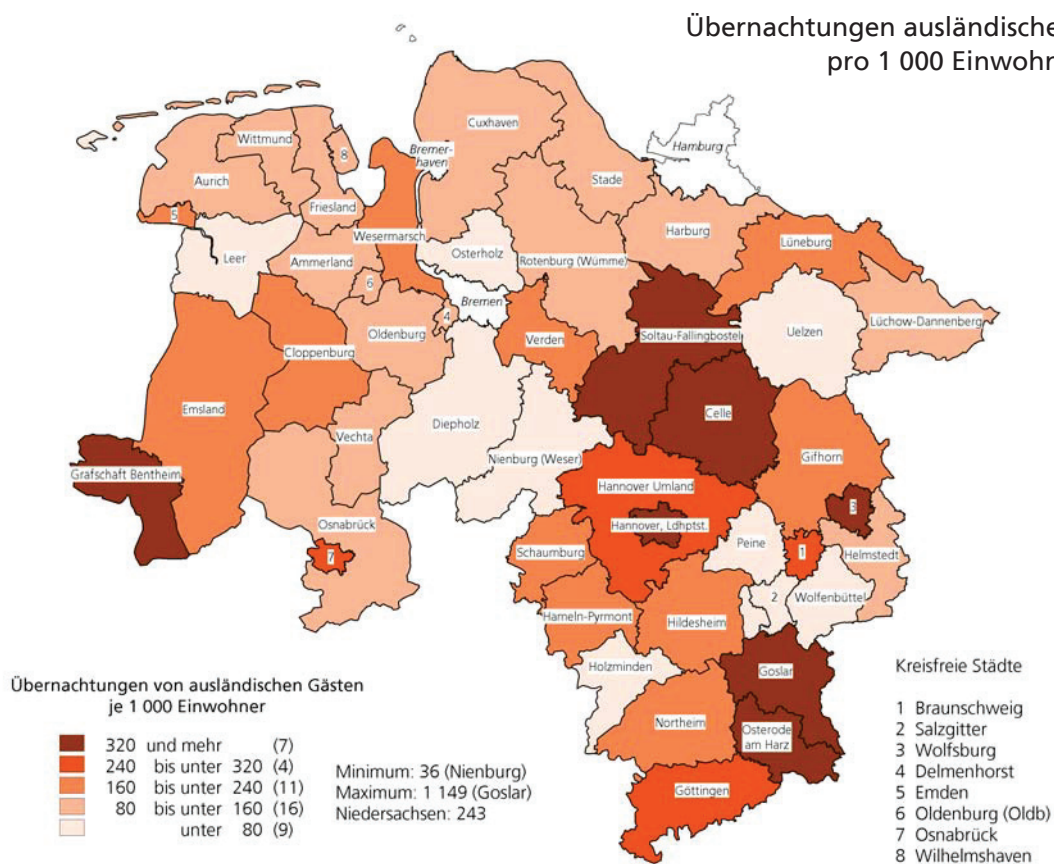 Übernachtungen ausländische
pro 1 000 Einwohn
Cuxhaven
Wittmund
8
Bremer-
haven
Hamburg
Aurich
Stade
5
Friesland
Harburg
Wesermarsch
Lüneburg
Leer
Osterholz
Ammerland
Rotenburg (Wümme)
6
Bremen
4
Lüchow-Dannenberg
Oldenburg
Verden
Soltau-Fallingbostel
Uelzen
Cloppenburg
Emsland
Celle
Diepholz
Vechta
Gifhorn
Nienburg (Weser)
Grafschaft Bentheim
Hannover Umland
3
Osnabrück
Hannover, Ldhptst.
Peine
7
Schaumburg
1
Helmstedt
2
Wolfenbüttel
Hameln-Pyrmont
Hildesheim
Holzminden
Goslar
Northeim
Osterode
am Harz
Göttingen
Übernachtungen von ausländischen Gästen
je 1 000 Einwohner
320 und mehr (7)
240 bis unter 320 (4)
160 bis unter 240 (11)
80 bis unter 160 (16)
unter 80 (9)
Minimum: 36 (Nienburg)
Maximum: 1 149 (Goslar)
Niedersachsen: 243
Kreisfreie Städte
1 Braunschweig
2 Salzgitter
3 Wolfsburg
4 Delmenhorst
5 Emden
6 Oldenburg (Oldb)
7 Osnabrück
8 Wilhelmshaven